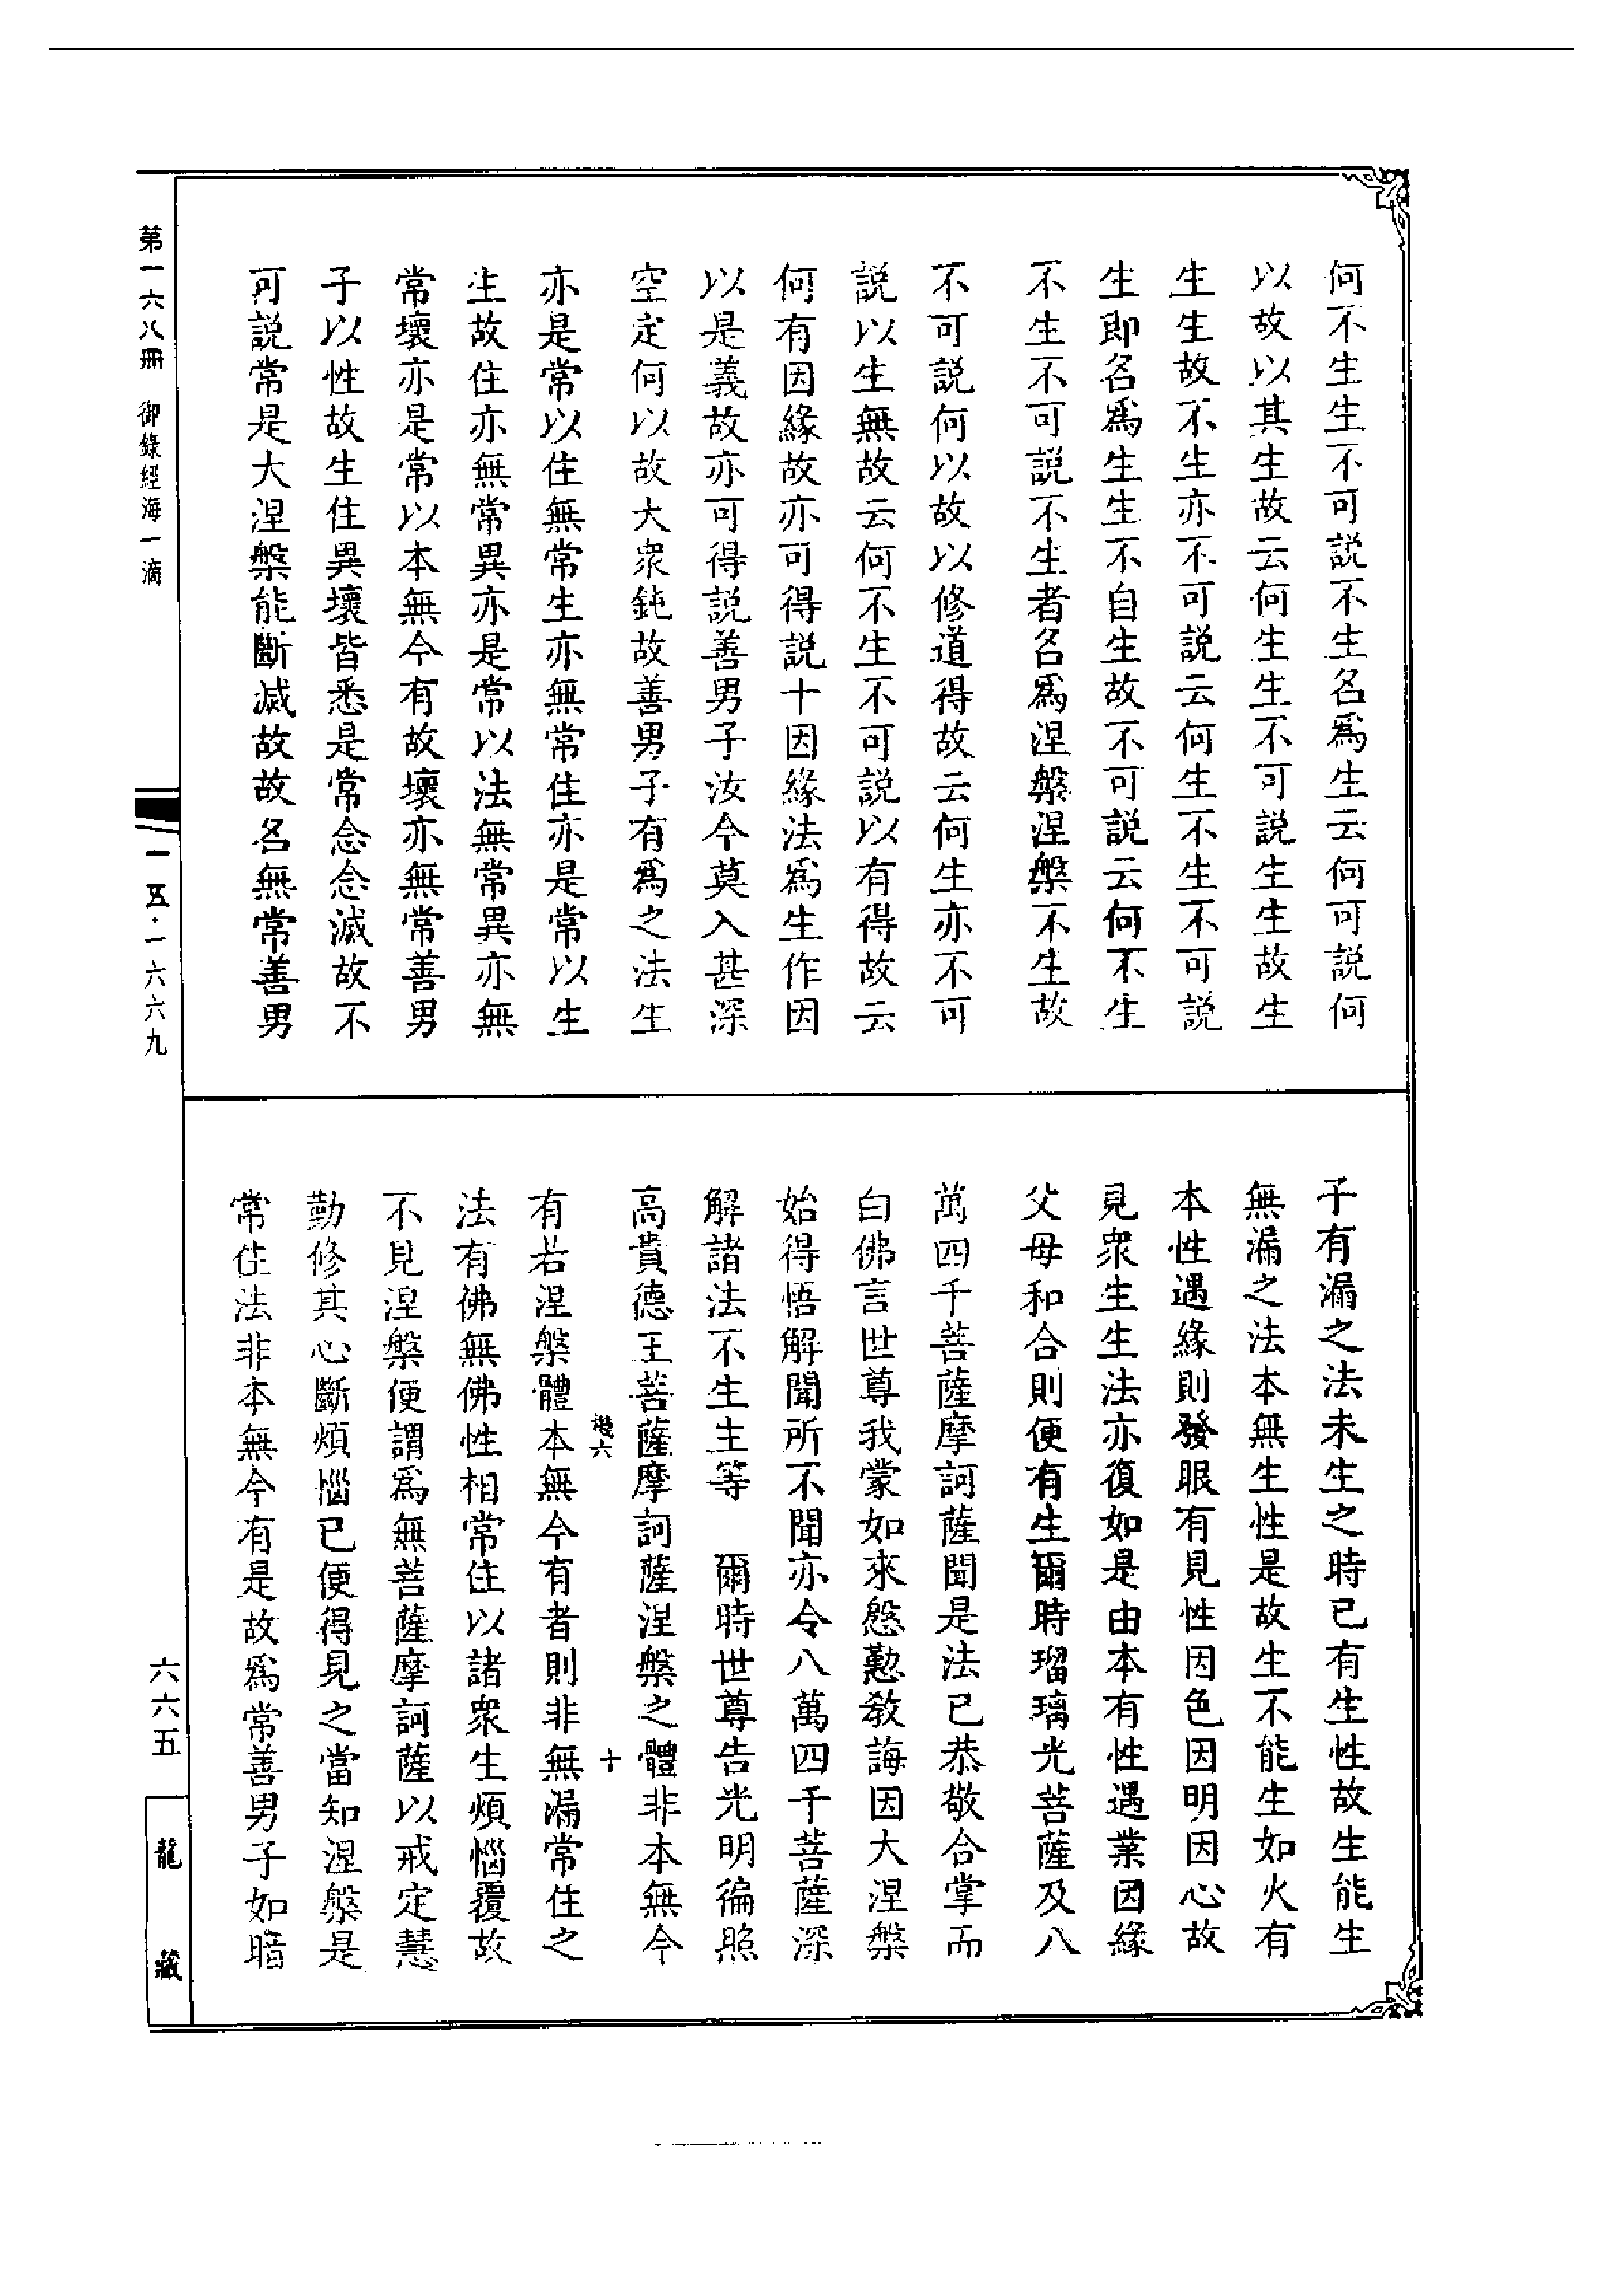 何不生生不可説不生名爲生云何可説何
以故以其生故云何生生不可説生生故生
生生故不生亦不可説云何生不生不可説
生即名爲生生不自生故不可説云何不生
不生不可説不生者名爲涅槃涅槃不生故
不可説何以故以修道得故云何生亦不可
説以生無故云何不生不可説以有得故云
何有因緣故亦可得説十因緣法爲生作因
以是義故亦可得説善男子汝今莫入甚深
空定何以故大衆鈍故善男子有爲之法生
亦是常以住無常生亦無常住亦是常以生
生故住亦無常異亦是常以法無常異亦無
常壞亦是常以本無今有故壞亦無常善男
子以性故生住異壞皆悉是常念念滅故不
可説常是大涅槃能斷滅故故名無常善男
子有漏之法未生之時已有生性故生能生
無漏之法本無生性是故生不能生如火有
本性遇緣則發眼有見性因色因明因心故
見衆生生法亦復如是由本有性遇業因緣
父母和合則便有生爾時瑠璃光菩薩及八
萬四千菩薩摩訶薩聞是法已恭敬合掌而
白佛言世尊我蒙如來慇懃教誨因大涅槃
始得悟解聞所不聞亦令八萬四千菩薩深
解諸法不生生等 爾時世尊告光明徧照
高貴德王菩薩摩訶薩涅槃之體非本無今
有若涅槃體本無今有者則非無漏常住之
法有佛無佛性相常住以諸衆生煩惱覆故
不見涅槃便謂爲無菩薩摩訶薩以戒定慧
勤修其心斷煩惱已便得見之當知涅槃是
常住法非本無今有是故爲常善男子如暗
六
十
第一六八冊 御錄經海一滴
一五·一六六九
六六五
龍藏